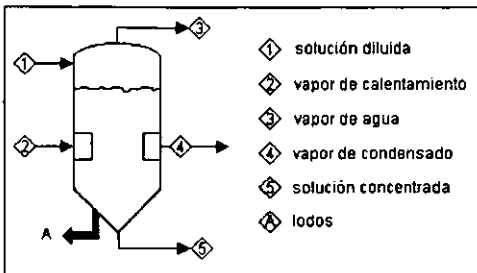 3
1
2
4
A
5
1 solución diluida
2 vapor de calentamiento
3 vapor de agua
4 vapor de condensado
5 solución concentrada
A lodos